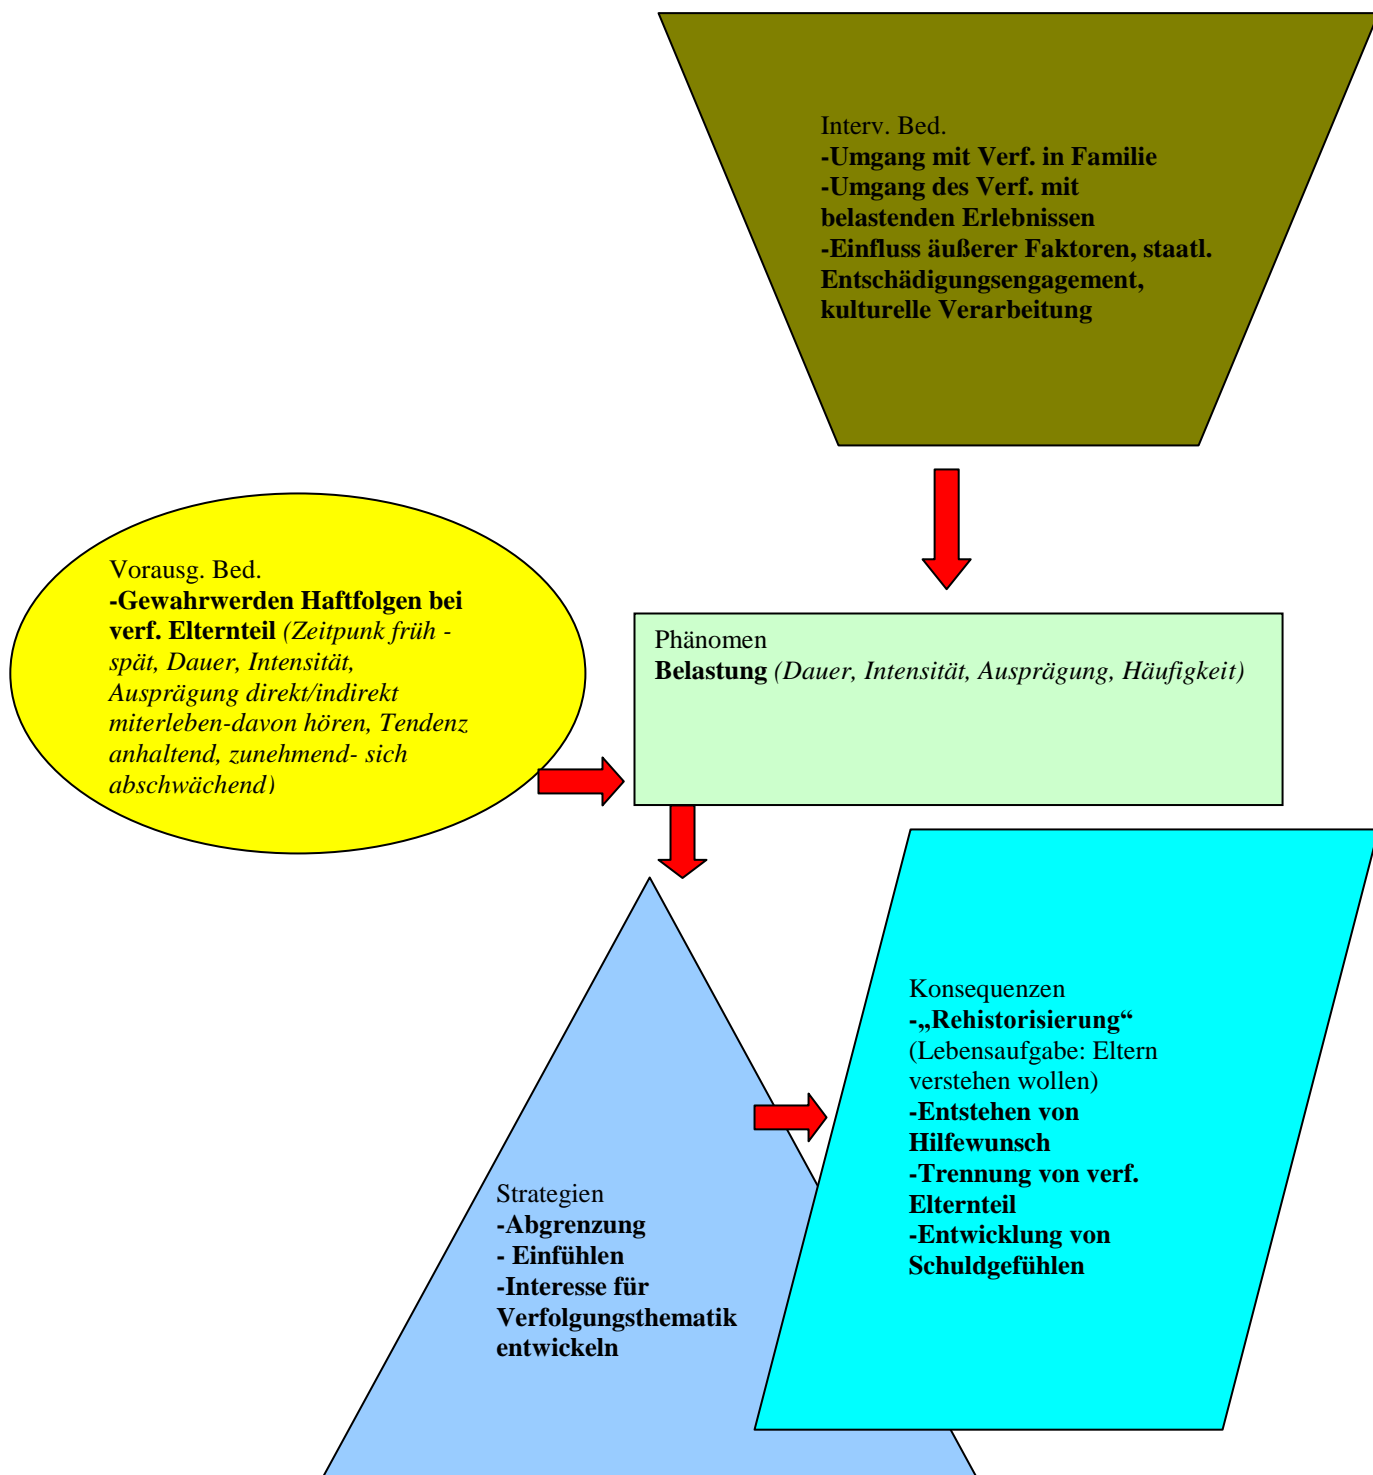 Interv. Bed.
-Umgang mit Verf. in Familie
-Umgang des Verf. mit
belastenden Erlebnissen
-Einfluss äußerer Faktoren, staatl.
Entschädigungsengagement,
kulturelle Verarbeitung
Vorausg. Bed.
-Gewahrwerden Haftfolgen bei
verf. Elternteil (Zeitpunk früh -
spät, Dauer, Intensität,
Ausprägung direkt/indirekt
miterleben-davon hören, Tendenz
anhaltend, zunehmend- sich
abschwächend)
Phänomen
Belastung (Dauer, Intensität, Ausprägung, Häufigkeit)
Strategien
-Abgrenzung
- Einfühlen
-Interesse für
Verfolgungsthematik
entwickeln
Konsequenzen
-„Rehistorisierung“
(Lebensaufgabe: Eltern
verstehen wollen)
-Entstehen von
Hilfewunsch
-Trennung von verf.
Elternteil
-Entwicklung von
Schuldgefühlen